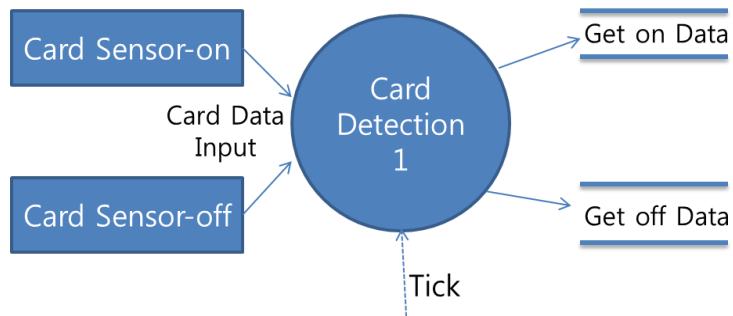 Card Sensor-on
Card Data
Input
Card Sensor-off
Card
Detection
1
Tick
Get on Data
Get off Data